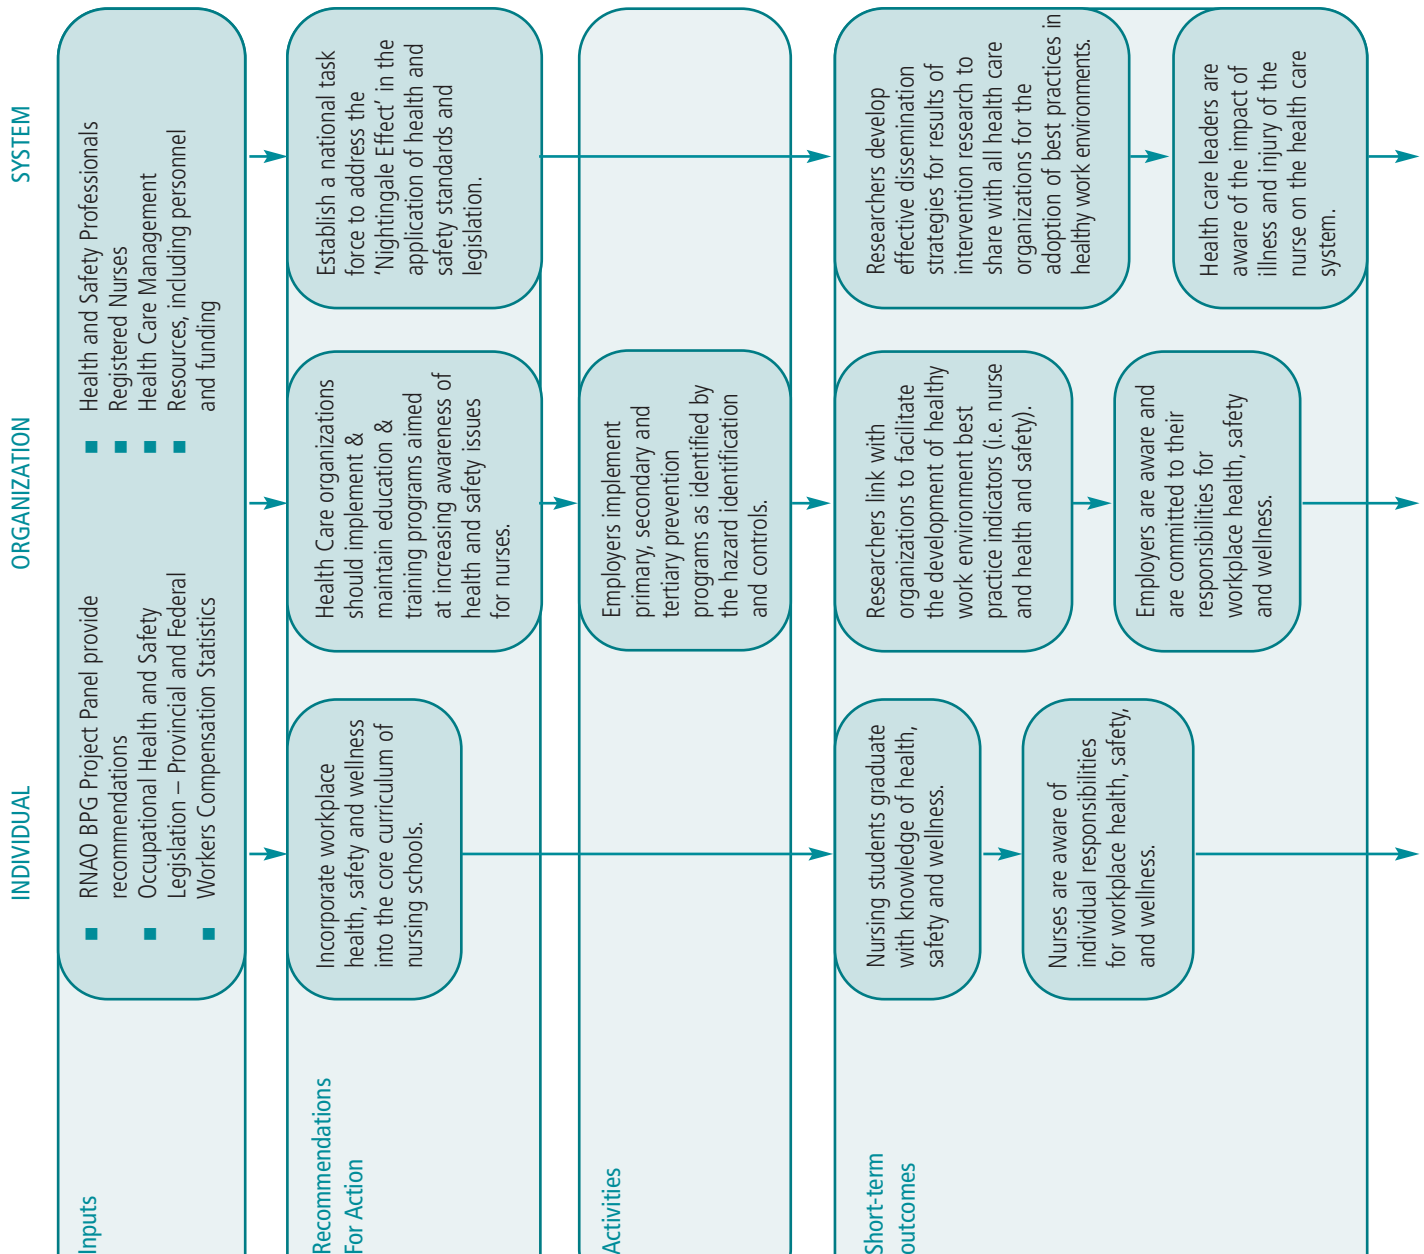 INDIVIDUAL
ORGANIZATION
SYSTEM
Inputs
RNAO BPG Project Panel provide
recommendations
Occupational Health and Safety
Legislation – Provincial and Federal
Workers Compensation Statistics
Health and Safety Professionals
Registered Nurses
Health Care Management
Resources, including personnel
and funding
Recommendations
For Action
Incorporate workplace
health, safety and wellness
into the core curriculum of
nursing schools.
Health Care organizations
should implement &
maintain education &
training programs aimed
at increasing awareness of
health and safety issues
for nurses.
Establish a national task
force to address the
‘Nightingale Effect’ in the
application of health and
safety standards and
legislation.
Activities
Employers implement
primary, secondary and
tertiary prevention
programs as identified by
the hazard identification
and controls.
Short-term
outcomes
Nursing students graduate
with knowledge of health,
safety and wellness.
Nurses are aware of
individual responsibilities
for workplace health, safety,
and wellness.
Researchers link with
organizations to facilitate
the development of healthy
work environment best
practice indicators (i.e. nurse
and health and safety).
Employers are aware and
are committed to their
responsibilities for
workplace health, safety
and wellness.
Researchers develop
effective dissemination
strategies for results of
intervention research to
share with all health care
organizations for the
adoption of best practices in
healthy work environments.
Health care leaders are
aware of the impact of
illness and injury of the
nurse on the health care
system.